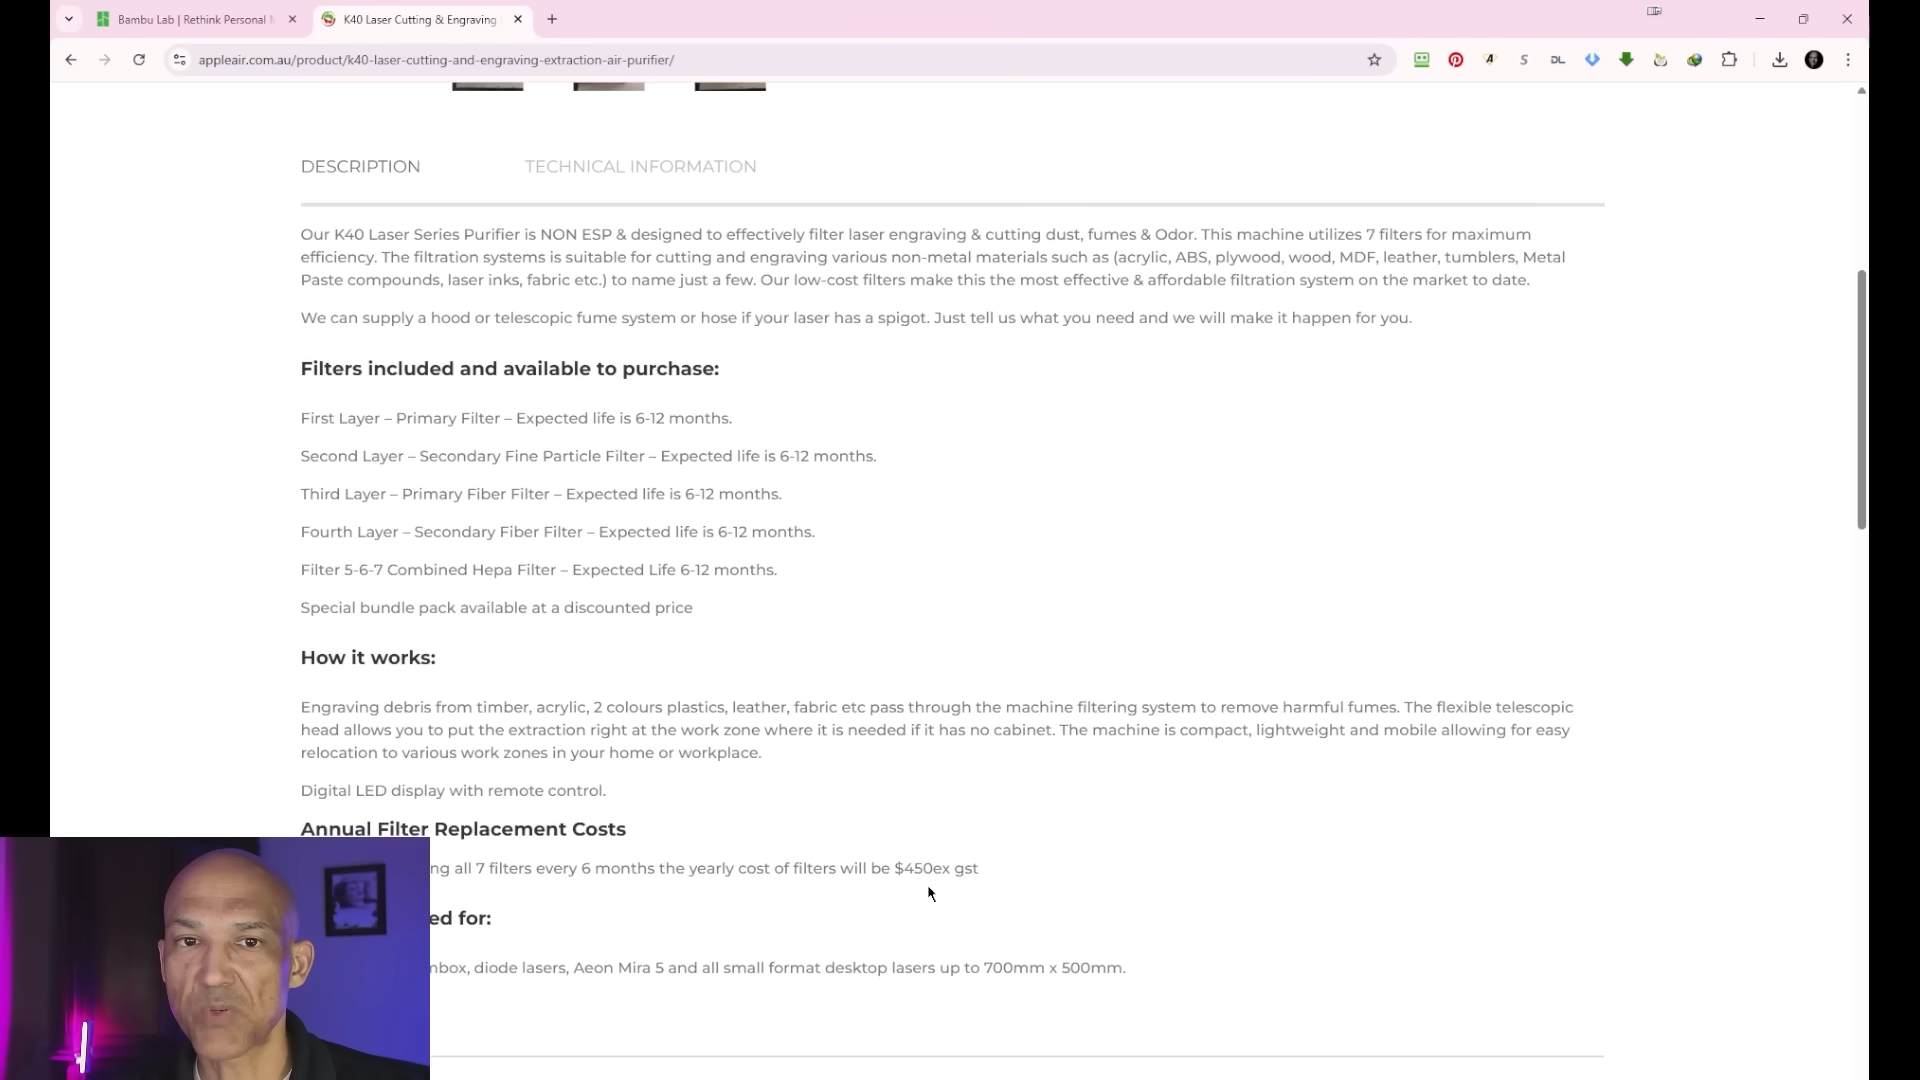 Bambu Lab | Rethink Personal
K40 Laser Cutting & Engraving
appleair.com.au/product/k40-laser-cutting-and-engraving-extraction-air-purifier/
DESCRIPTION
TECHNICAL INFORMATION
Our K40 Laser Series Purifier is NON ESP & designed to effectively filter laser engraving & cutting dust, fumes & Odor. This machine utilizes 7 filters for maximum
efficiency. The filtration systems is suitable for cutting and engraving various non-metal materials such as (acrylic, ABS, plywood, wood, MDF, leather, tumblers, Metal
Paste compounds, laser inks, fabric etc.) to name just a few. Our low-cost filters make this the most effective & affordable filtration system on the market to date.
We can supply a hood or telescopic fume system or hose if your laser has a spigot. Just tell us what you need and we will make it happen for you.
Filters included and available to purchase:
First Layer – Primary Filter – Expected life is 6-12 months.
Second Layer – Secondary Fine Particle Filter – Expected life is 6-12 months.
Third Layer – Primary Fiber Filter – Expected life is 6-12 months.
Fourth Layer – Secondary Fiber Filter – Expected life is 6-12 months.
Filter 5-6-7 Combined Hepa Filter – Expected Life 6-12 months.
Special bundle pack available at a discounted price
How it works:
Engraving debris from timber, acrylic, 2 colours plastics, leather, fabric etc pass through the machine filtering system to remove harmful fumes. The flexible telescopic
head allows you to put the extraction right at the work zone where it is needed if it has no cabinet. The machine is compact, lightweight and mobile allowing for easy
relocation to various work zones in your home or workplace.
Digital LED display with remote control.
Annual Filter Replacement Costs
ng all 7 filters every 6 months the yearly cost of filters will be $450ex gst
ed for:
nbox, diode lasers, Aeon Mira 5 and all small format desktop lasers up to 700mm x 500mm.